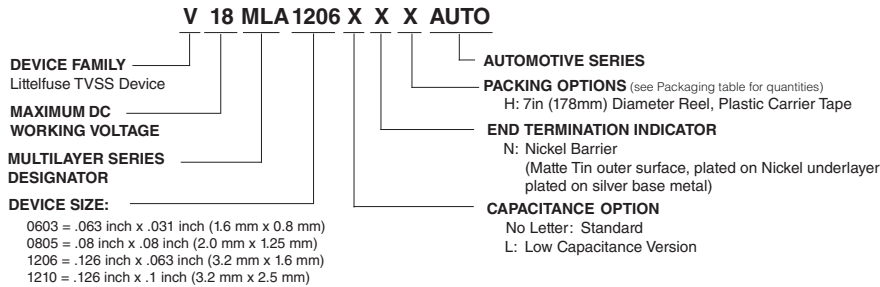 V 18 MLA 1206 X X X AUTO
DEVICE FAMILY
Littelfuse TVSS Device
MAXIMUM DC
WORKING VOLTAGE
MULTILAYER SERIES
DESIGNATOR
DEVICE SIZE:
0603 = .063 inch x .031 inch (1.6 mm x 0.8 mm)
0805 = .08 inch x .08 inch (2.0 mm x 1.25 mm)
1206 = .126 inch x .063 inch (3.2 mm x 1.6 mm)
1210 = .126 inch x .1 inch (3.2 mm x 2.5 mm)
AUTOMOTIVE SERIES
PACKING OPTIONS (see Packaging table for quantities)
H: 7in (178mm) Diameter Reel, Plastic Carrier Tape
END TERMINATION INDICATOR
N: Nickel Barrier
(Matte Tin outer surface, plated on Nickel underlayer
plated on silver base metal)
CAPACITANCE OPTION
No Letter: Standard
L: Low Capacitance Version